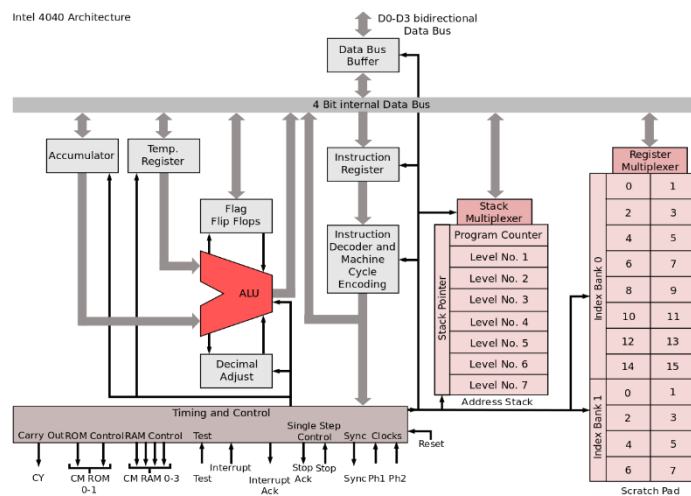 Intel 4040 Architecture
D0-D3 bidirectional
Data Bus
Data Bus
Buffer
4 Bit internal Data Bus
Accumulator
Temp.
Register
Flag
Flip Flops
Instruction
Register
Instruction
Decoder and
Machine
Cycle
Encoding
ALU
Decimal
Adjust
Stack
Multiplexer
Stack Pointer
Program Counter
Level No. 1
Level No. 2
Level No. 3
Level No. 4
Level No. 5
Level No. 6
Level No. 7
Address Stack
Register
Multiplexer
Index Bank 0
0 1
2 3
4 5
6 7
8 9
10 11
12 13
14 15
Index Bank 1
0 1
2 3
4 5
6 7
Scratch Pad
Timing and Control
Carry Out ROM Control RAM Control Test Single Step
Control Sync Clocks
Reset
CY
CM ROM
0-1
CM RAM 0-3
Test
Interrupt
Interrupt
Ack
Stop
Ack
Stop
Sync Ph1 Ph2